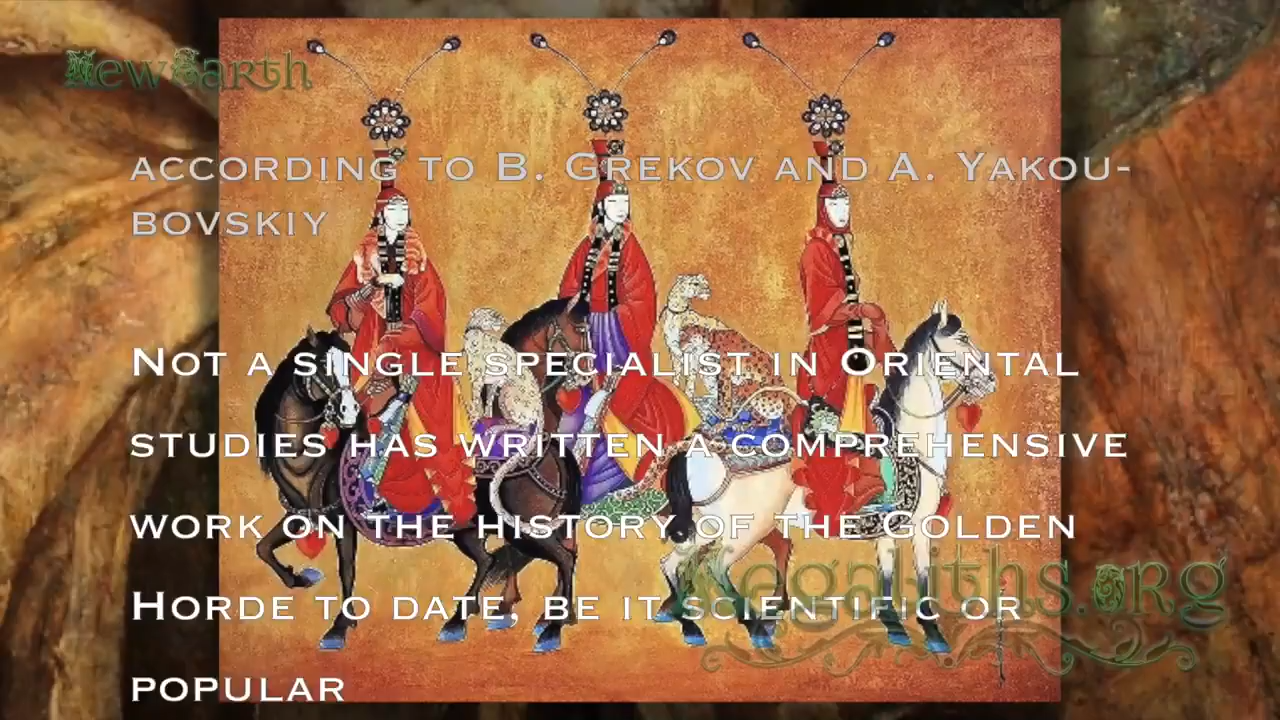 NewEarth
ACCORDING TO B. GREKOV AND A. YAKOU-
BOVSKIY
NOT A SINGLE SPECIALIST IN ORIENTAL
STUDIES HAS WRITTEN A COMPREHENSIVE
WORK ON THE HISTORY OF THE GOLDEN
HORDE TO DATE, BE IT SCIENTIFIC OR
POPULAR
Megaliths.org